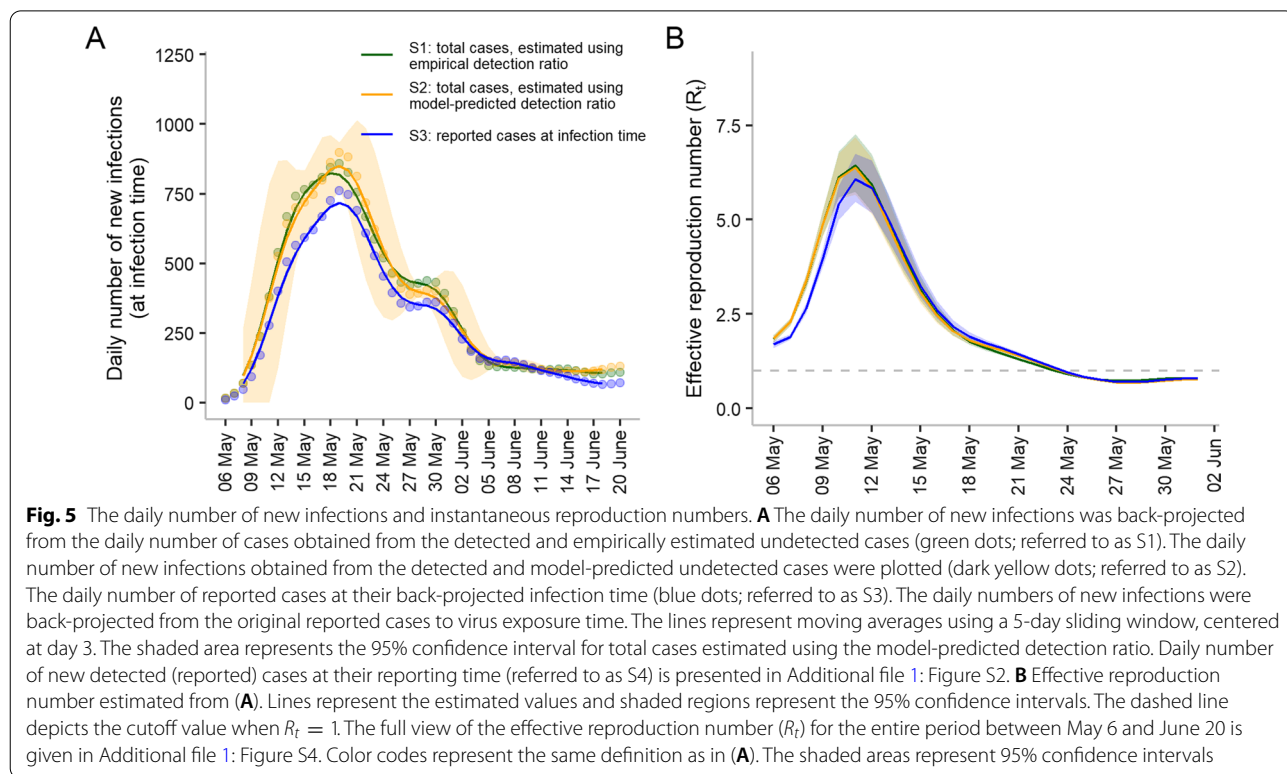 A
1250
1000
750
500
250
0
Daily number of new infections
(at infection time)
S1: total cases, estimated using
empirical detection ratio
S2: total cases, estimated using
model-predicted detection ratio
S3: reported cases at infection time
06 May
09 May
12 May
15 May
18 May
21 May
24 May
27 May
30 May
02 June
05 June
08 June
11 June
14 June
17 June
20 June
B
Effective reproduction number (Rt)
7.5
5.0
2.5
0.0
06 May
09 May
12 May
15 May
18 May
21 May
24 May
27 May
30 May
02 Jun
Fig. 5 The daily number of new infections and instantaneous reproduction numbers. A The daily number of new infections was back-projected
from the daily number of cases obtained from the detected and empirically estimated undetected cases (green dots; referred to as S1). The daily
number of new infections obtained from the detected and model-predicted undetected cases were plotted (dark yellow dots; referred to as S2).
The daily number of reported cases at their back-projected infection time (blue dots; referred to as S3). The daily numbers of new infections were
back-projected from the original reported cases to virus exposure time. The lines represent moving averages using a 5-day sliding window, centered
at day 3. The shaded area represents the 95% confidence interval for total cases estimated using the model-predicted detection ratio. Daily number
of new detected (reported) cases at their reporting time (referred to as S4) is presented in Additional file 1: Figure S2. B Effective reproduction
number estimated from (A). Lines represent the estimated values and shaded regions represent the 95% confidence intervals. The dashed line
depicts the cutoff value when Rt = 1. The full view of the effective reproduction number (Rt) for the entire period between May 6 and June 20 is
given in Additional file 1: Figure S4. Color codes represent the same definition as in (A). The shaded areas represent 95% confidence intervals